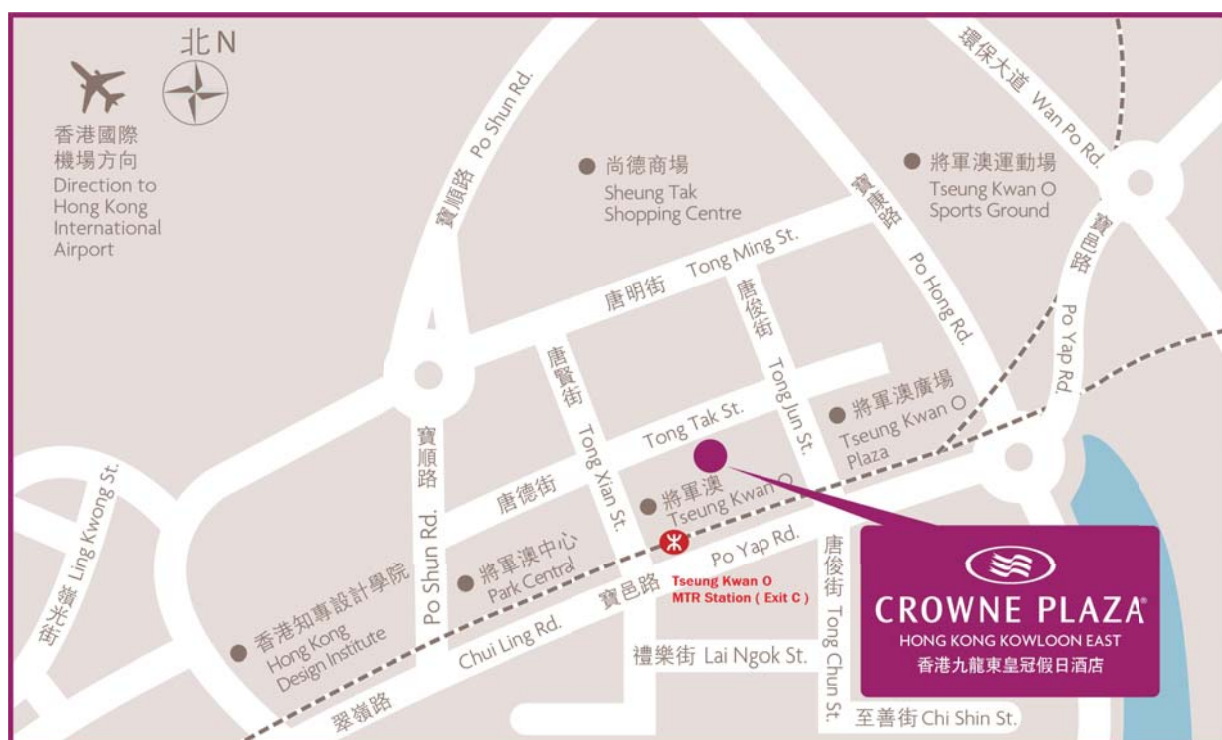 北 N
香港國際
機場方向
Direction to
Hong Kong
International
Airport
寶順路 Po Shun Rd.
尚德商場
Sheung Tak
Shopping Centre
環保大道 Wan Po Rd.
將軍澳運動場
Tseung Kwan O
Sports Ground
寶康路 Po Hong Rd.
寶邑路 Po Yap Rd.
唐明街 Tong Ming St.
唐賢街 Tong Xian St.
唐俊街 Tong Jun St.
唐德街 Tong Tak St.
將軍澳廣場
Tseung Kwan O
Plaza
將軍澳
Tseung Kwan O
寶順路 Po Shun Rd.
嶺光街 Ling Kwong St.
香港知專設計學院
Hong Kong
Design Institute
將軍澳中心
Park Central
Tseung Kwan O
MTR Station ( Exit C )
寶邑路 Po Yap Rd.
翠嶺路 Chui Ling Rd.
禮樂街 Lai Ngok St.
唐俊街 Tong Chun St.
至善街 Chi Shin St.
CROWNE PLAZA®
HONG KONG KOWLOON EAST
香港九龍東皇冠假日酒店